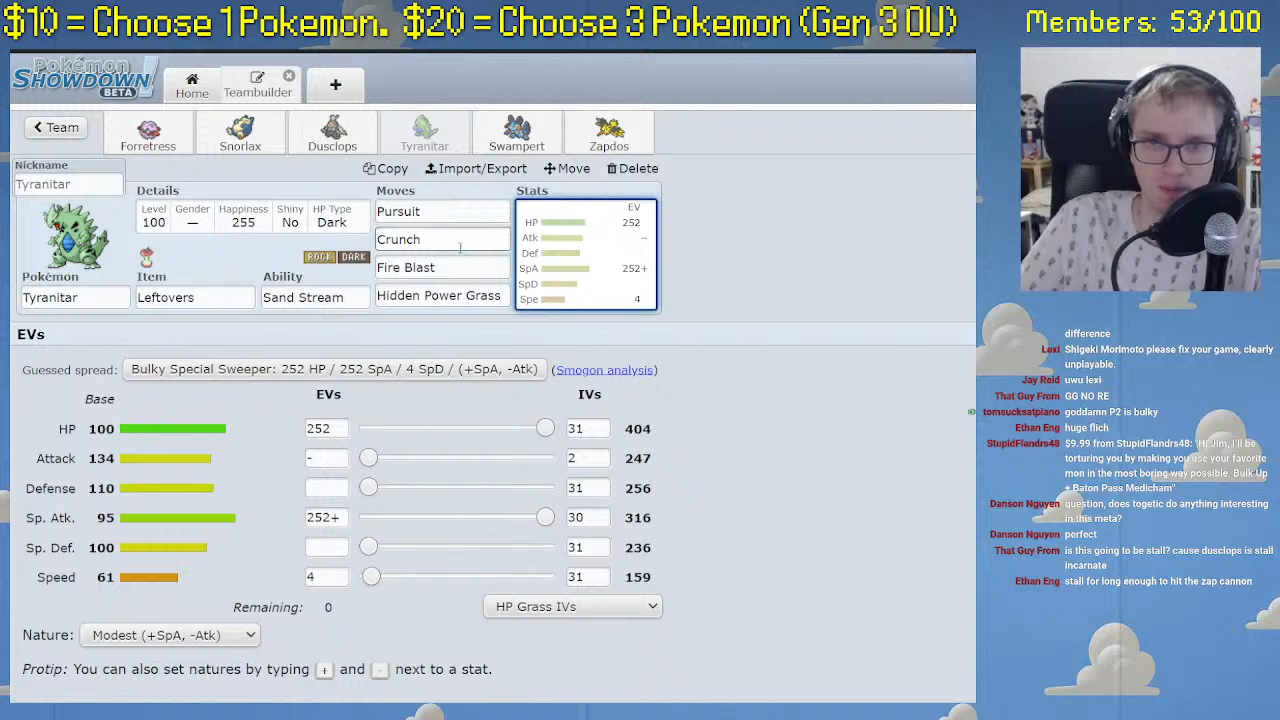 $10 = Choose 1 Pokemon. $20 = Choose 3 Pokemon (Gen 3 OU)
Members: 53/100
Pokémon
SHOWDOWN!
BETA
Home
Teambuilder
+
Team
Forretress
Snorlax
Dusclops
Tyranitar
Swampert
Zapdos
Copy
Import/Export
Move
Delete
Nickname
Tyranitar
Details
Level
100
Gender
—
Happiness
255
Shiny
No
HP Type
Dark
ROCK DARK
Pokémon
Tyranitar
Item
Leftovers
Ability
Sand Stream
Moves
Pursuit
Crunch
Fire Blast
Hidden Power Grass
Stats
EV
HP 252
Atk –
Def
SpA 252+
SpD
Spe 4
EVs
Guessed spread: Bulky Special Sweeper: 252 HP / 252 SpA / 4 SpD / (+SpA, -Atk) (Smogon analysis)
Base EVs IVs
HP 100 252 31 404
Attack 134 - 2 247
Defense 110 31 256
Sp. Atk. 95 252+ 30 316
Sp. Def. 100 31 236
Speed 61 4 31 159
Remaining: 0
HP Grass IVs
Nature: Modest (+SpA, -Atk)
Protip: You can also set natures by typing + and - next to a stat.
difference
Lexi Shigeki Morimoto please fix your game, clearly
unplayable.
Jay Reid uwu lexi
That Guy From GG NO RE
tomsucksatpiano goddamn P2 is bulky
Ethan Eng huge flich
StupidFlandrs48 $9.99 from StupidFlandrs48: "Hi Jim, I'll be
torturing you by making you use your favorite
mon in the most boring way possible. Bulk Up
+ Baton Pass Medicham"
Danson Nguyen question, does togetic do anything interesting
in this meta?
Danson Nguyen perfect
That Guy From is this going to be stall? cause dusclops is stall
incarnate
Ethan Eng stall for long enough to hit the zap cannon